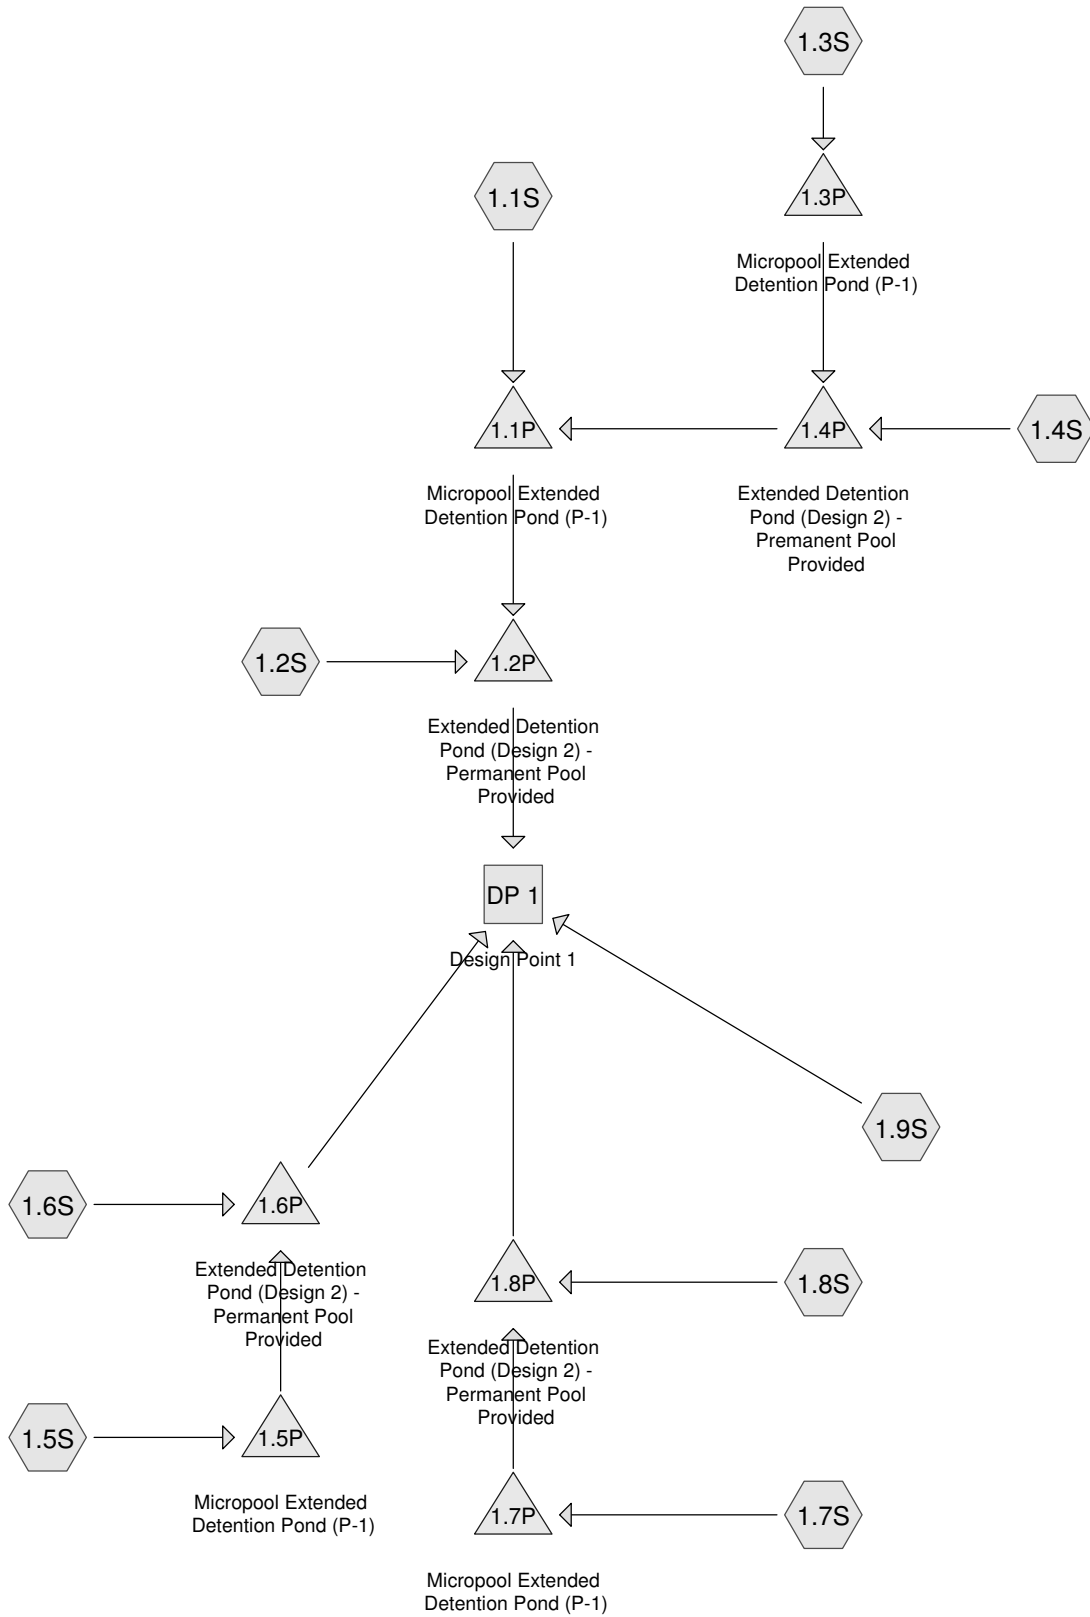 1.3S
1.3P
Micropool Extended
Detention Pond (P-1)
1.1S
1.1P
Micropool Extended
Detention Pond (P-1)
1.4P
Extended Detention
Pond (Design 2) -
Premanent Pool
Provided
1.4S
1.2S
1.2P
Extended Detention
Pond (Design 2) -
Permanent Pool
Provided
DP 1
Design Point 1
1.9S
1.6S
1.6P
Extended Detention
Pond (Design 2) -
Permanent Pool
Provided
1.8P
Extended Detention
Pond (Design 2) -
Permanent Pool
Provided
1.8S
1.5S
1.5P
Micropool Extended
Detention Pond (P-1)
1.7P
Micropool Extended
Detention Pond (P-1)
1.7S